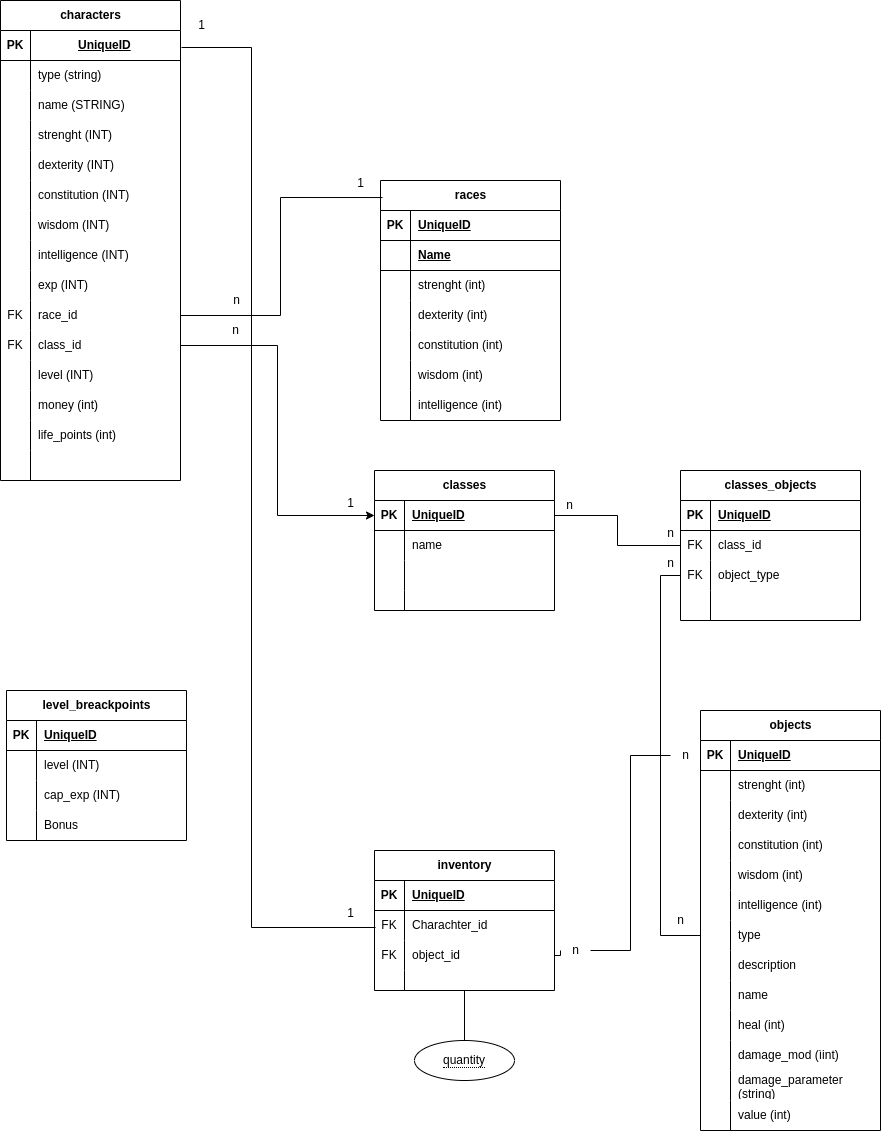 characters
PK UniqueID
type (string)
name (STRING)
strenght (INT)
dexterity (INT)
constitution (INT)
wisdom (INT)
intelligence (INT)
exp (INT)
FK race_id
FK class_id
level (INT)
money (int)
life_points (int)
1
n
n
1
races
PK UniqueID
Name
strenght (int)
dexterity (int)
constitution (int)
wisdom (int)
intelligence (int)
1
classes
PK UniqueID
name
n
n
n
classes_objects
PK UniqueID
FK class_id
FK object_type
level_breackpoints
PK UniqueID
level (INT)
cap_exp (INT)
Bonus
1
inventory
PK UniqueID
FK Charachter_id
FK object_id
quantity
n
n
n
objects
PK UniqueID
strenght (int)
dexterity (int)
constitution (int)
wisdom (int)
intelligence (int)
type
description
name
heal (int)
damage_mod (iint)
damage_parameter
(string)
value (int)